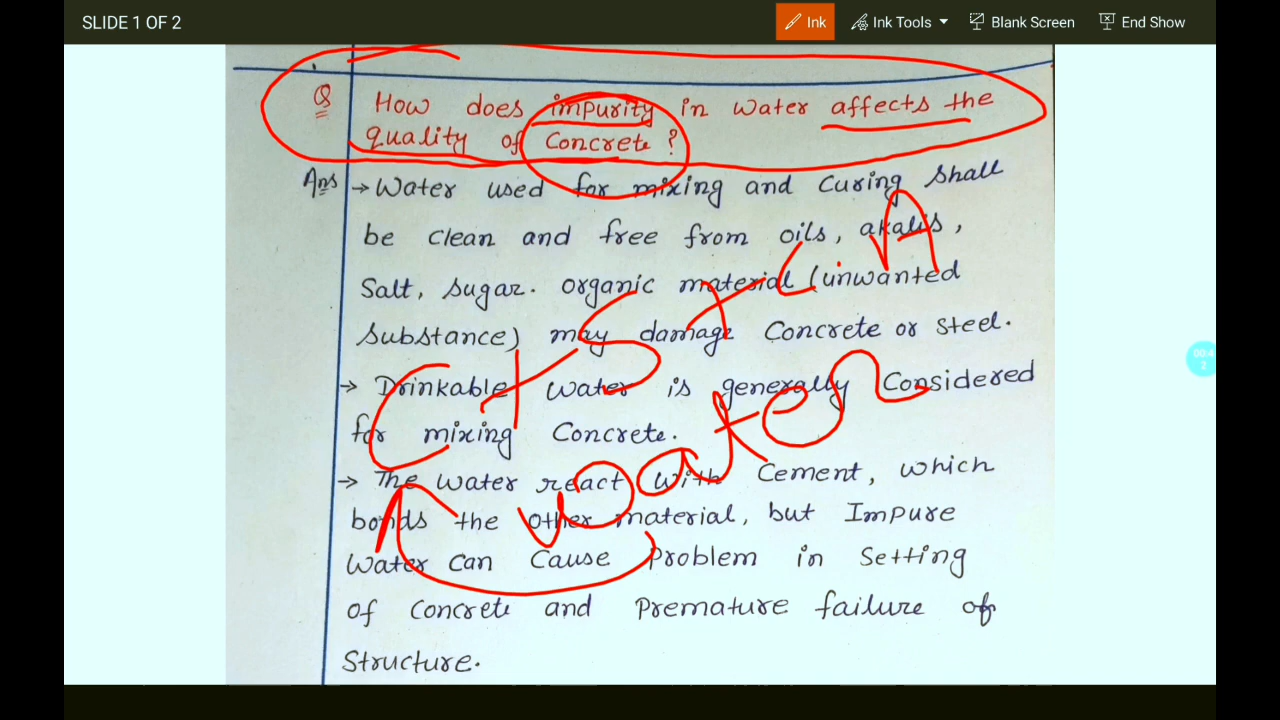 SLIDE 1 OF 2
Ink
Ink Tools
Blank Screen
End Show
Q How does impurity in water affects the
quality of Concrete ?
Ans → Water used for mixing and Curing shall
be clean and free from oils, akalis,
Salt, sugar. organic material (unwanted
Substance) may damage Concrete or steel.
→ Drinkable water is generally Considered
for mixing Concrete.
→ The water react with Cement, which
bonds the other material, but Impure
water can cause problem in setting
of concrete and premature failure of
structure.
C+S+C+A
water